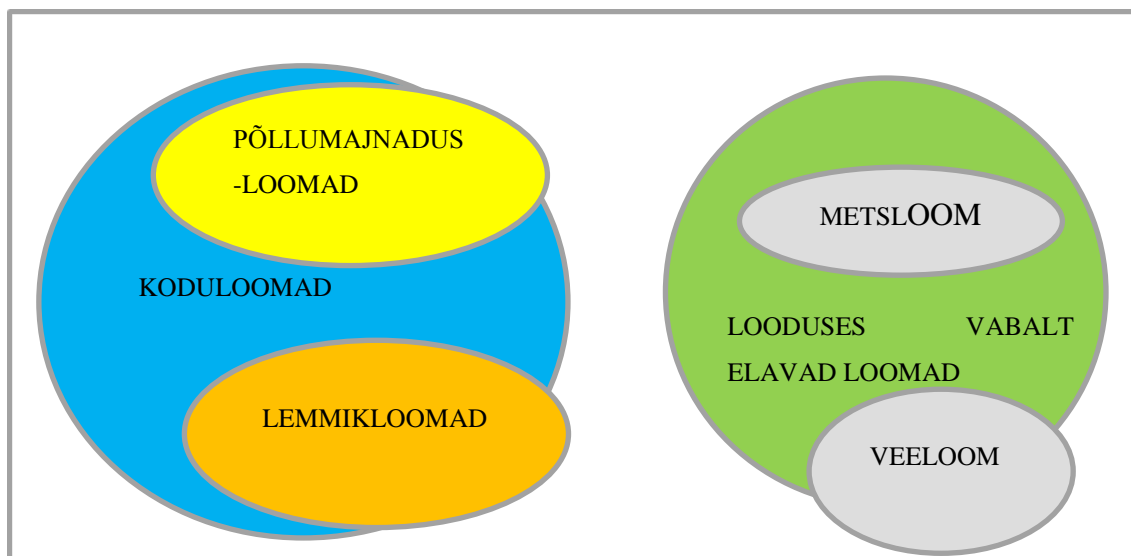 PÕLLUMAJNADUS
-LOOMAD
KODULOOMAD
LEMMIKLOOMAD
METSLOOM
LOODUSES VABALT
ELAVAD LOOMAD
VEELOOM